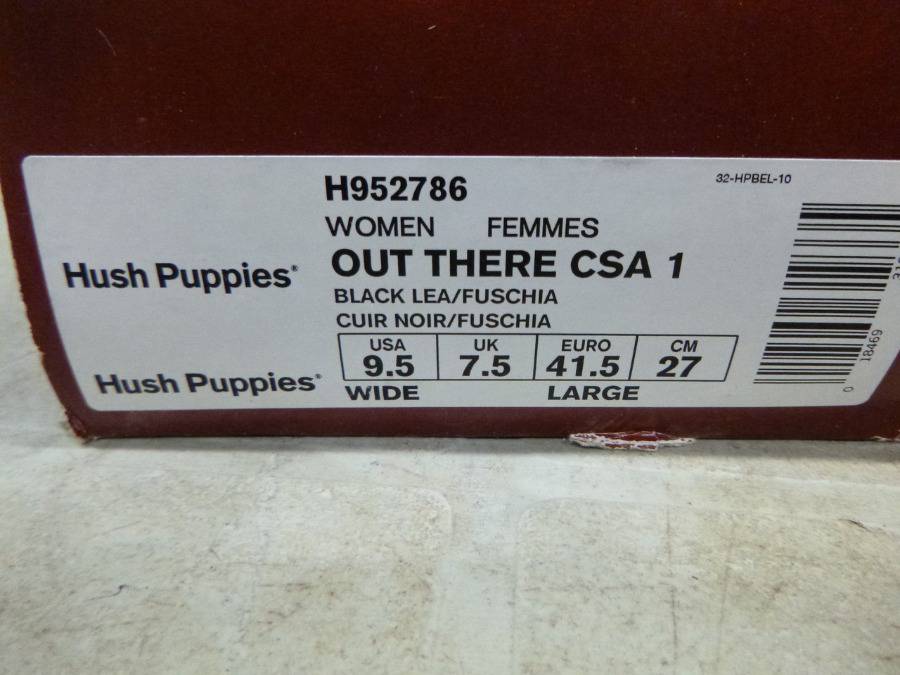 H952786
32-HPBEL-10
WOMEN FEMMES
Hush Puppies®
OUT THERE CSA 1
BLACK LEA/FUSCHIA
CUIR NOIR/FUSCHIA
USA UK EURO CM
9.5 7.5 41.5 27
Hush Puppies®
WIDE LARGE
0 18469